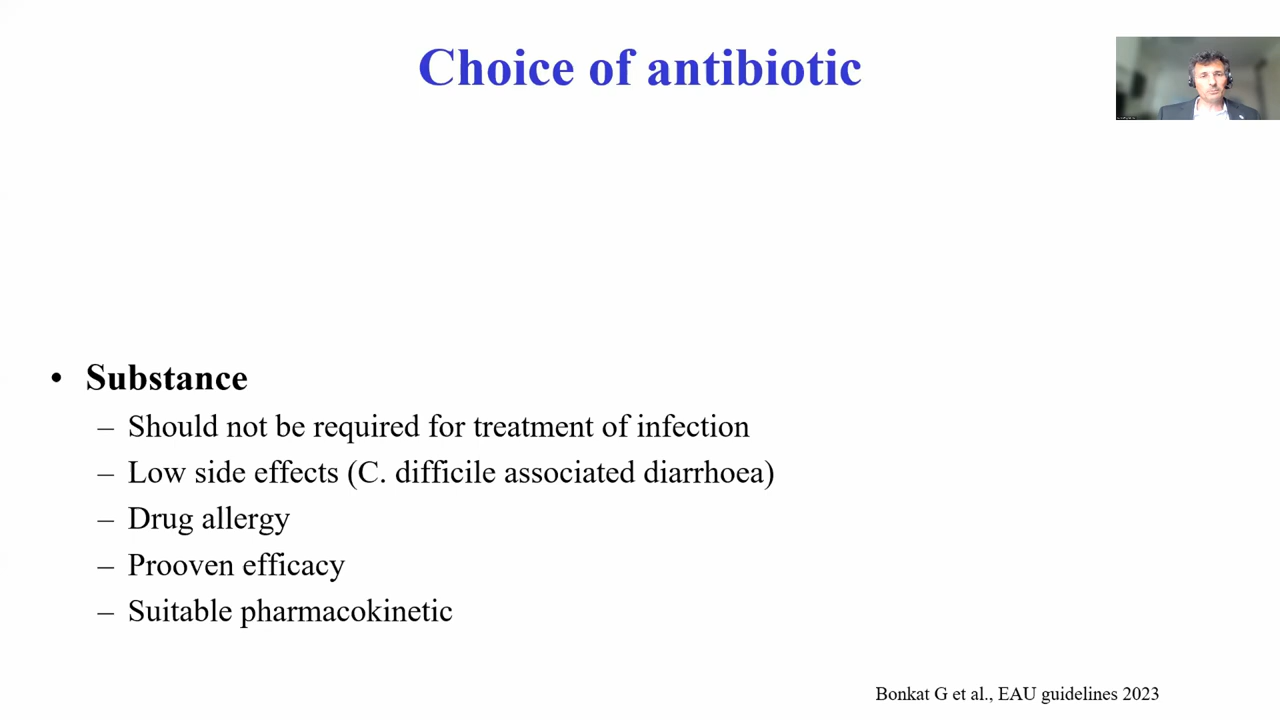 Choice of antibiotic
• Substance
– Should not be required for treatment of infection
– Low side effects (C. difficile associated diarrhoea)
– Drug allergy
– Prooven efficacy
– Suitable pharmacokinetic
Bonkat G et al., EAU guidelines 2023